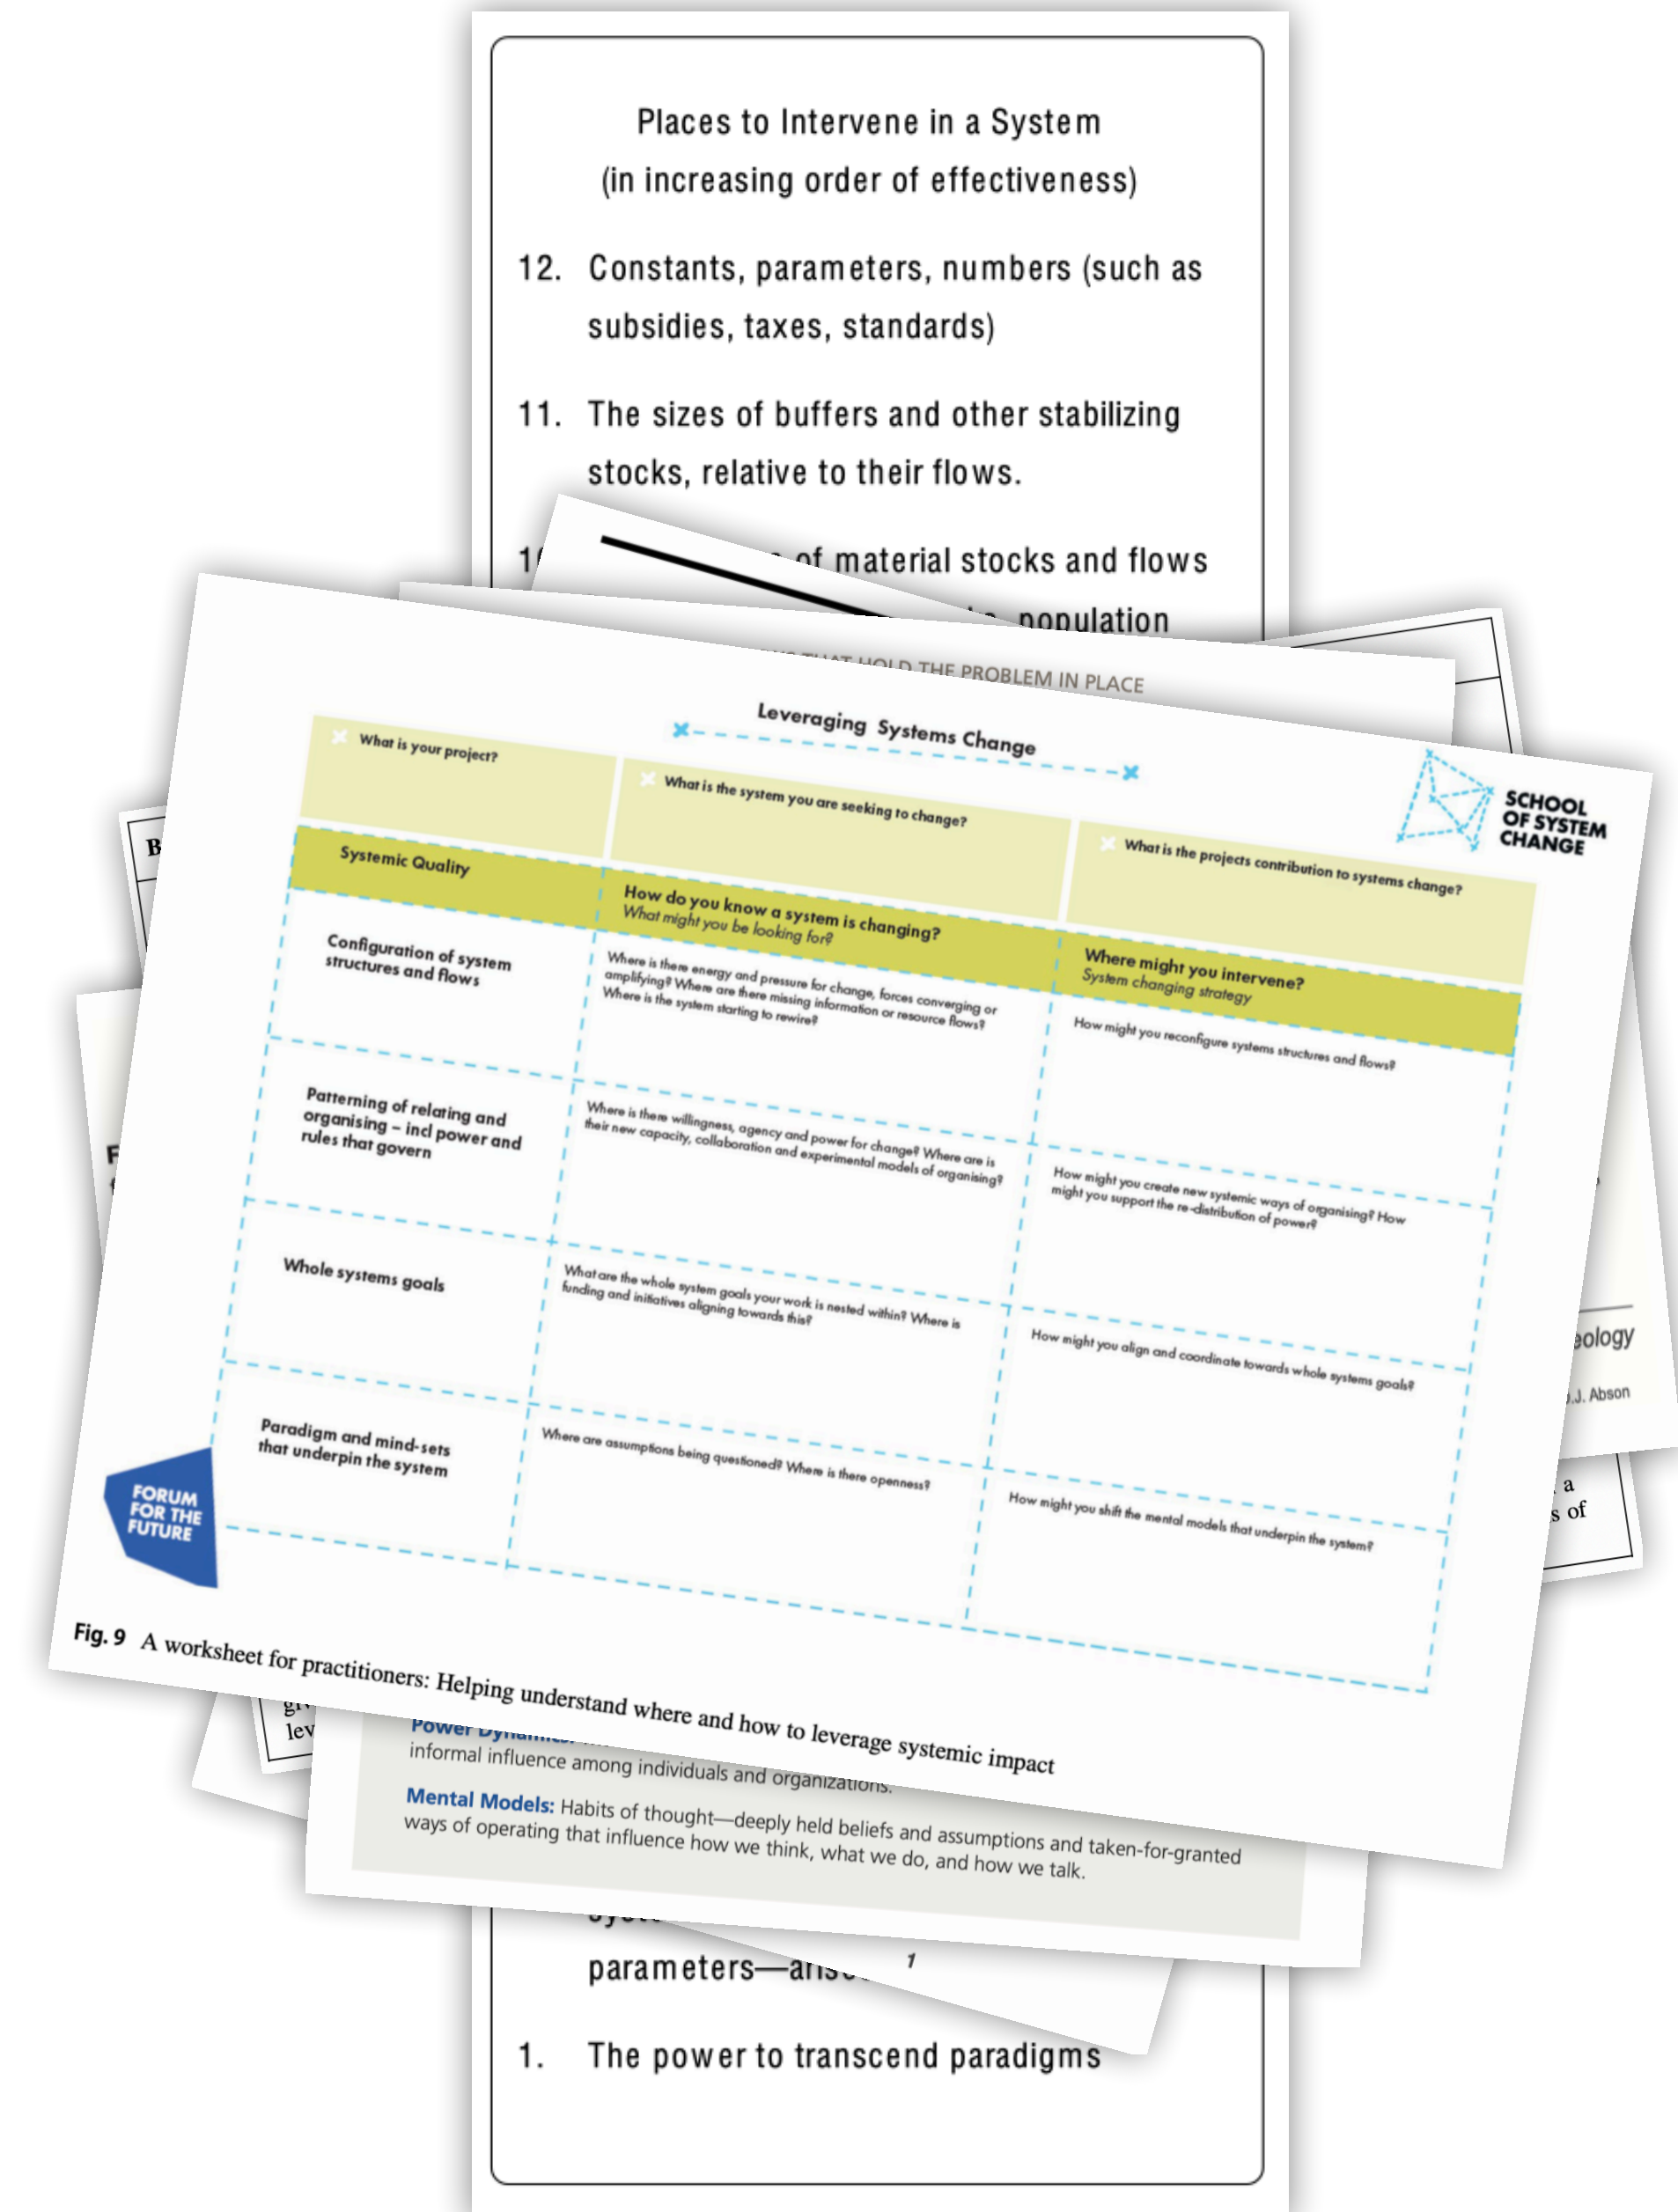 Places to Intervene in a System
(in increasing order of effectiveness)
12. Constants, parameters, numbers (such as
subsidies, taxes, standards)
11. The sizes of buffers and other stabilizing
stocks, relative to their flows.
of material stocks and flows
population
THAT HOLD THE PROBLEM IN PLACE
Leveraging Systems Change
What is your project?
What is the system you are seeking to change?
What is the projects contribution to systems change?
SCHOOL
OF SYSTEM
CHANGE
Systemic Quality
How do you know a system is changing?
What might you be looking for?
Where might you intervene?
System changing strategy
Configuration of system
structures and flows
Where is there energy and pressure for change, forces converging or
amplifying? Where are there missing information or resource flows?
Where is the system starting to rewire?
How might you reconfigure systems structures and flows?
Patterning of relating and
organising – incl power and
rules that govern
Where is there willingness, agency and power for change? Where are is
their new capacity, collaboration and experimental models of organising?
How might you create new systemic ways of organising? How
might you support the re-distribution of power?
Whole systems goals
What are the whole system goals your work is nested within? Where is
funding and initiatives aligning towards this?
How might you align and coordinate towards whole systems goals?
Paradigm and mind-sets
that underpin the system
Where are assumptions being questioned? Where is there openness?
How might you shift the mental models that underpin the system?
FORUM
FOR THE
FUTURE
Fig. 9 A worksheet for practitioners: Helping understand where and how to leverage systemic impact
Abson
a
of
Power Dynamics:
informal influence among individuals and organizations.
Mental Models: Habits of thought—deeply held beliefs and assumptions and taken-for-granted
ways of operating that influence how we think, what we do, and how we talk.
parameters—
1
1. The power to transcend paradigms